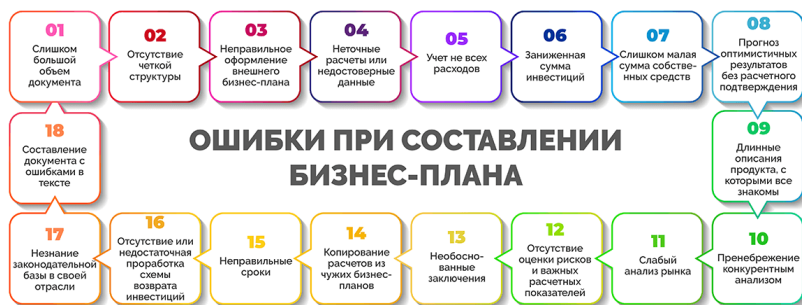 01
Слишком
большой
объем
документа
02
Отсутствие
четкой
структуры
03
Неправильное
оформление
внешнего
бизнес-плана
04
Неточные
расчеты или
недостоверные
данные
05
Учет не всех
расходов
06
Заниженная
сумма
инвестиций
07
Слишком малая
сумма собстве-
нных средств
08
Прогноз
оптимистичных
результатов
без расчетного
подтверждения
ОШИБКИ ПРИ СОСТАВЛЕНИИ
БИЗНЕС-ПЛАНА
09
Длинные
описания
продукта, с
которыми все
знакомы
10
Пренебрежение
конкурентным
анализом
11
Слабый
анализ рынка
12
Отсутствие
оценки рисков
и важных
расчетных
показателей
13
Необосно-
ванные
заключения
14
Копирование
расчетов из
чужих бизнес-
планов
15
Неправильные
сроки
16
Отсутствие или
недостаточная
проработка
схемы
возврата
инвестиций
17
Незнание
законодательной
базы в своей
отрасли
18
Составление
документа с
ошибками в
тексте